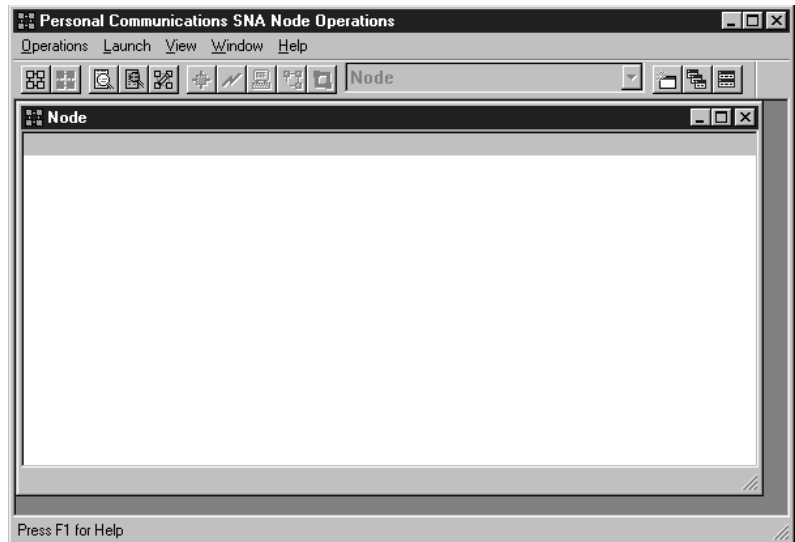 Personal Communications SNA Node Operations
Operations Launch View Window Help
Node
Node
Press F1 for Help